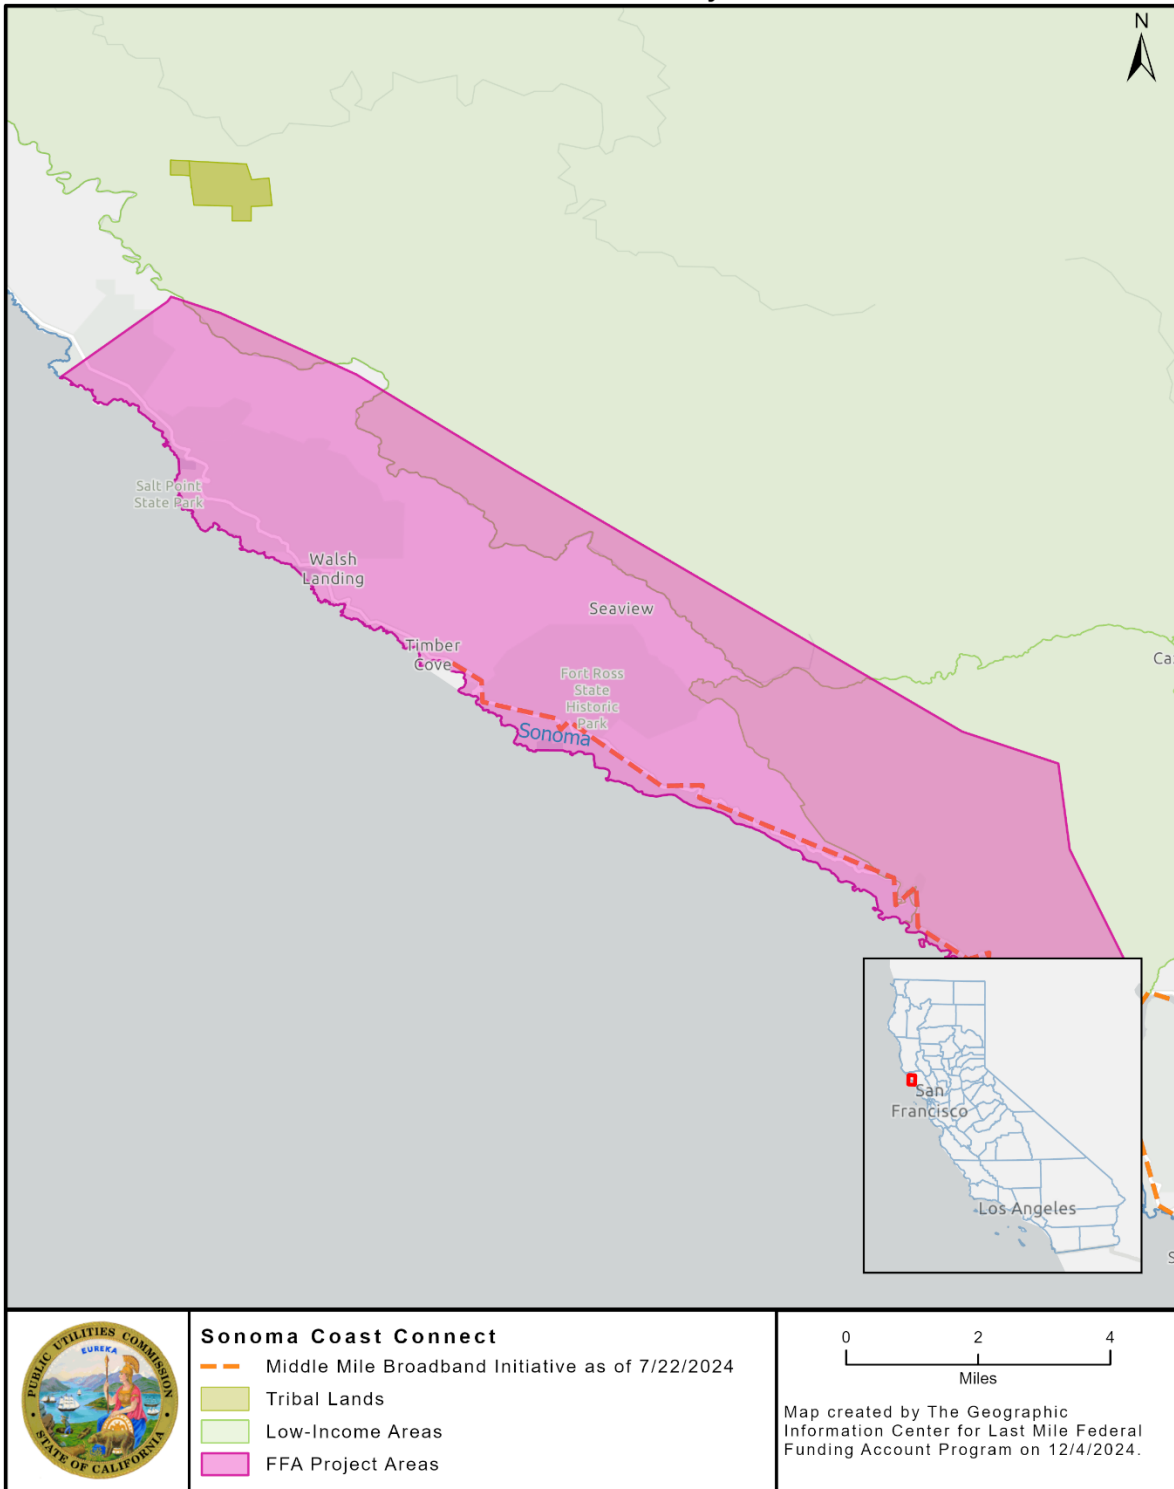 N
Salt Point
State Park
Walsh
Landing
Seaview
Timber
Cove
Fort Ross
State
Historic
Park
Sonoma
Ca
San
Francisco
Los Angeles
S
PUBLIC UTILITIES COMMISSION
EUREKA
STATE OF CALIFORNIA
Sonoma Coast Connect
Middle Mile Broadband Initiative as of 7/22/2024
Tribal Lands
Low-Income Areas
FFA Project Areas
0 2 4
Miles
Map created by The Geographic
Information Center for Last Mile Federal
Funding Account Program on 12/4/2024.